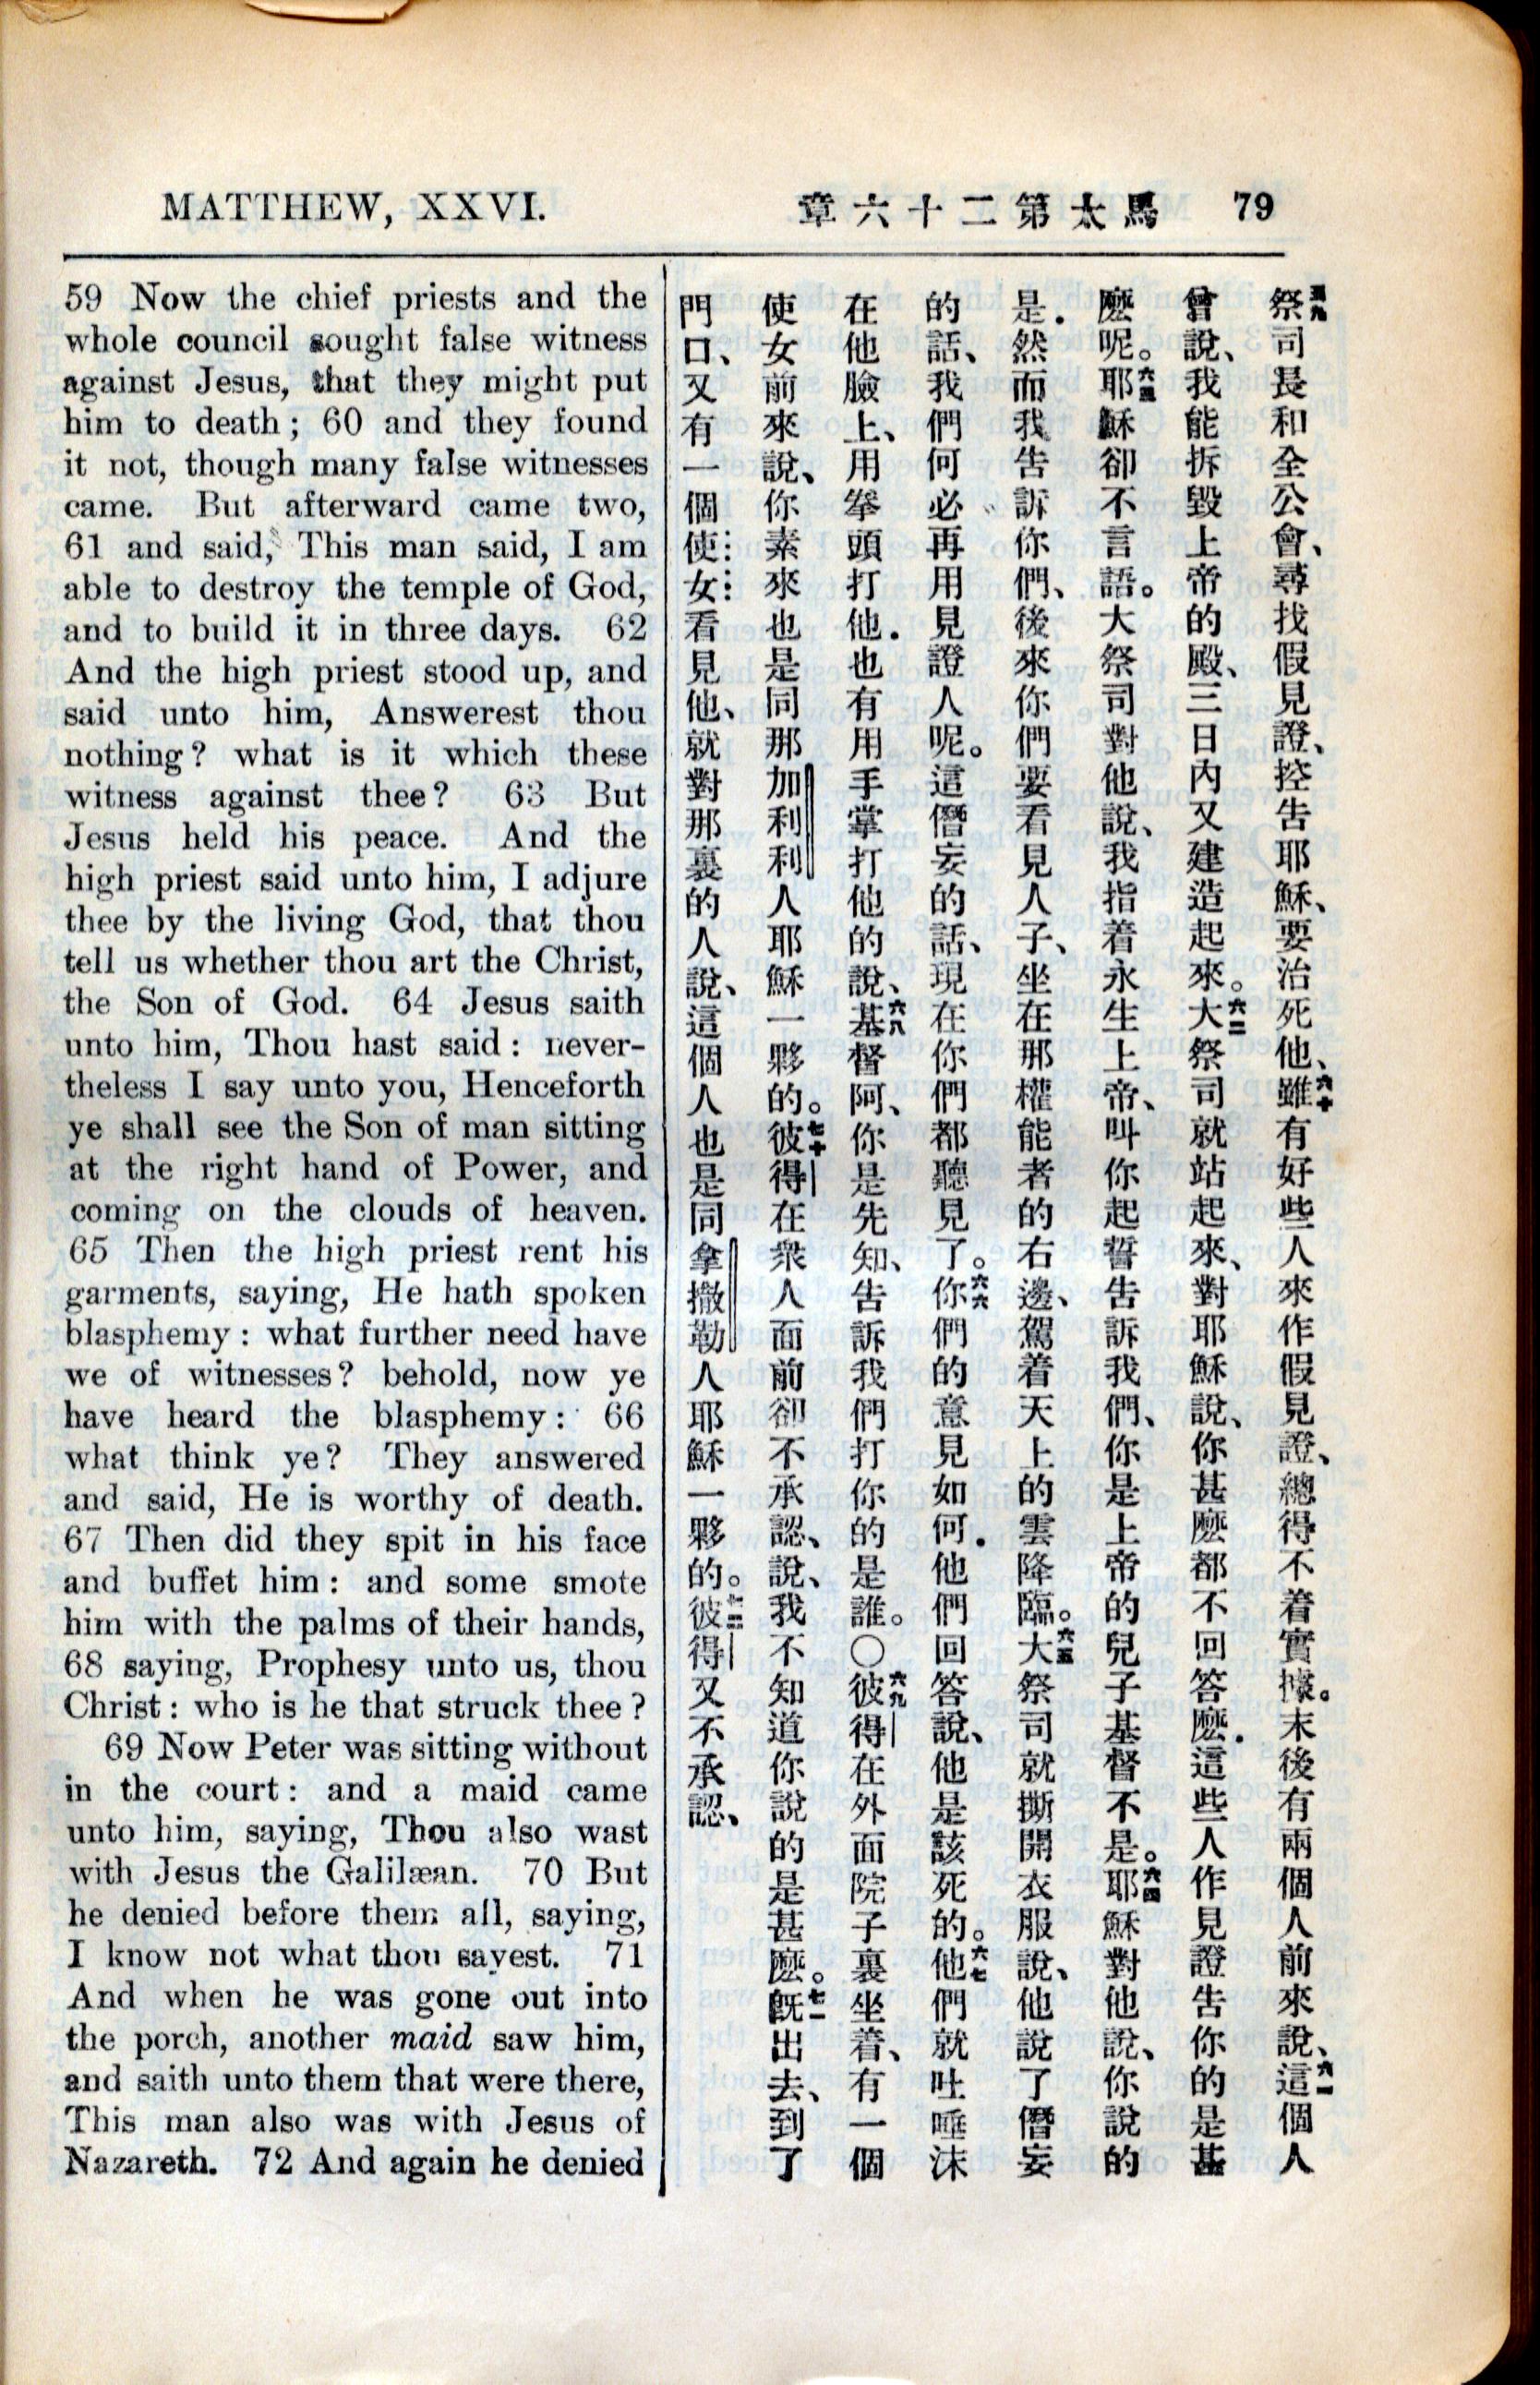 MATTHEW, XXVI.
章六十二第太馬 79
59 Now the chief priests and the
whole council sought false witness
against Jesus, that they might put
him to death; 60 and they found
it not, though many false witnesses
came. But afterward came two,
61 and said, This man said, I am
able to destroy the temple of God,
and to build it in three days. 62
And the high priest stood up, and
said unto him, Answerest thou
nothing? what is it which these
witness against thee? 63 But
Jesus held his peace. And the
high priest said unto him, I adjure
thee by the living God, that thou
tell us whether thou art the Christ,
the Son of God. 64 Jesus saith
unto him, Thou hast said: never-
theless I say unto you, Henceforth
ye shall see the Son of man sitting
at the right hand of Power, and
coming on the clouds of heaven.
65 Then the high priest rent his
garments, saying, He hath spoken
blasphemy: what further need have
we of witnesses? behold, now ye
have heard the blasphemy: 66
what think ye? They answered
and said, He is worthy of death.
67 Then did they spit in his face
and buffet him: and some smote
him with the palms of their hands,
68 saying, Prophesy unto us, thou
Christ: who is he that struck thee?
69 Now Peter was sitting without
in the court: and a maid came
unto him, saying, Thou also wast
with Jesus the Galilæan. 70 But
he denied before them all, saying,
I know not what thou sayest. 71
And when he was gone out into
the porch, another maid saw him,
and saith unto them that were there,
This man also was with Jesus of
Nazareth. 72 And again he denied
五九祭司長和全公會、尋找假見證、控告耶穌、要治死他、六十雖有好些人來作假見證、總得不着實據。末後有兩個人前來說、六一這個人
曾說、我能拆毀上帝的殿、三日內又建造起來。六二大祭司就站起來、對耶穌說、你甚麽都不回答麽．這些人作見證告你的是甚
麽呢。六三耶穌卻不言語。大祭司對他說、我指着永生上帝、叫你起誓告訴我們、你是上帝的兒子基督不是。六四耶穌對他說、你說的
是．然而我告訴你們、後來你們要看見人子、坐在那權能者的右邊、駕着天上的雲降臨。六五大祭司就撕開衣服說、他說了僭妄
的話、我們何必再用見證人呢。這僭妄的話、現在你們都聽見了。六六你們的意見如何．他們回答說、他是該死的。六七他們就吐唾沫
在他臉上、用拳頭打他．也有用手掌打他的說、六八基督阿、你是先知、告訴我們打你的是誰。〇六九彼得在外面院子裏坐着、有一個
使女前來說、你素來也是同那加利利人耶穌一夥的。七十彼得在衆人面前卻不承認、說、我不知道你說的是甚麽。七一旣出去、到了
門口、又有一個使女看見他、就對那裏的人說、這個人也是同拿撒勒人耶穌一夥的。七二彼得又不承認、